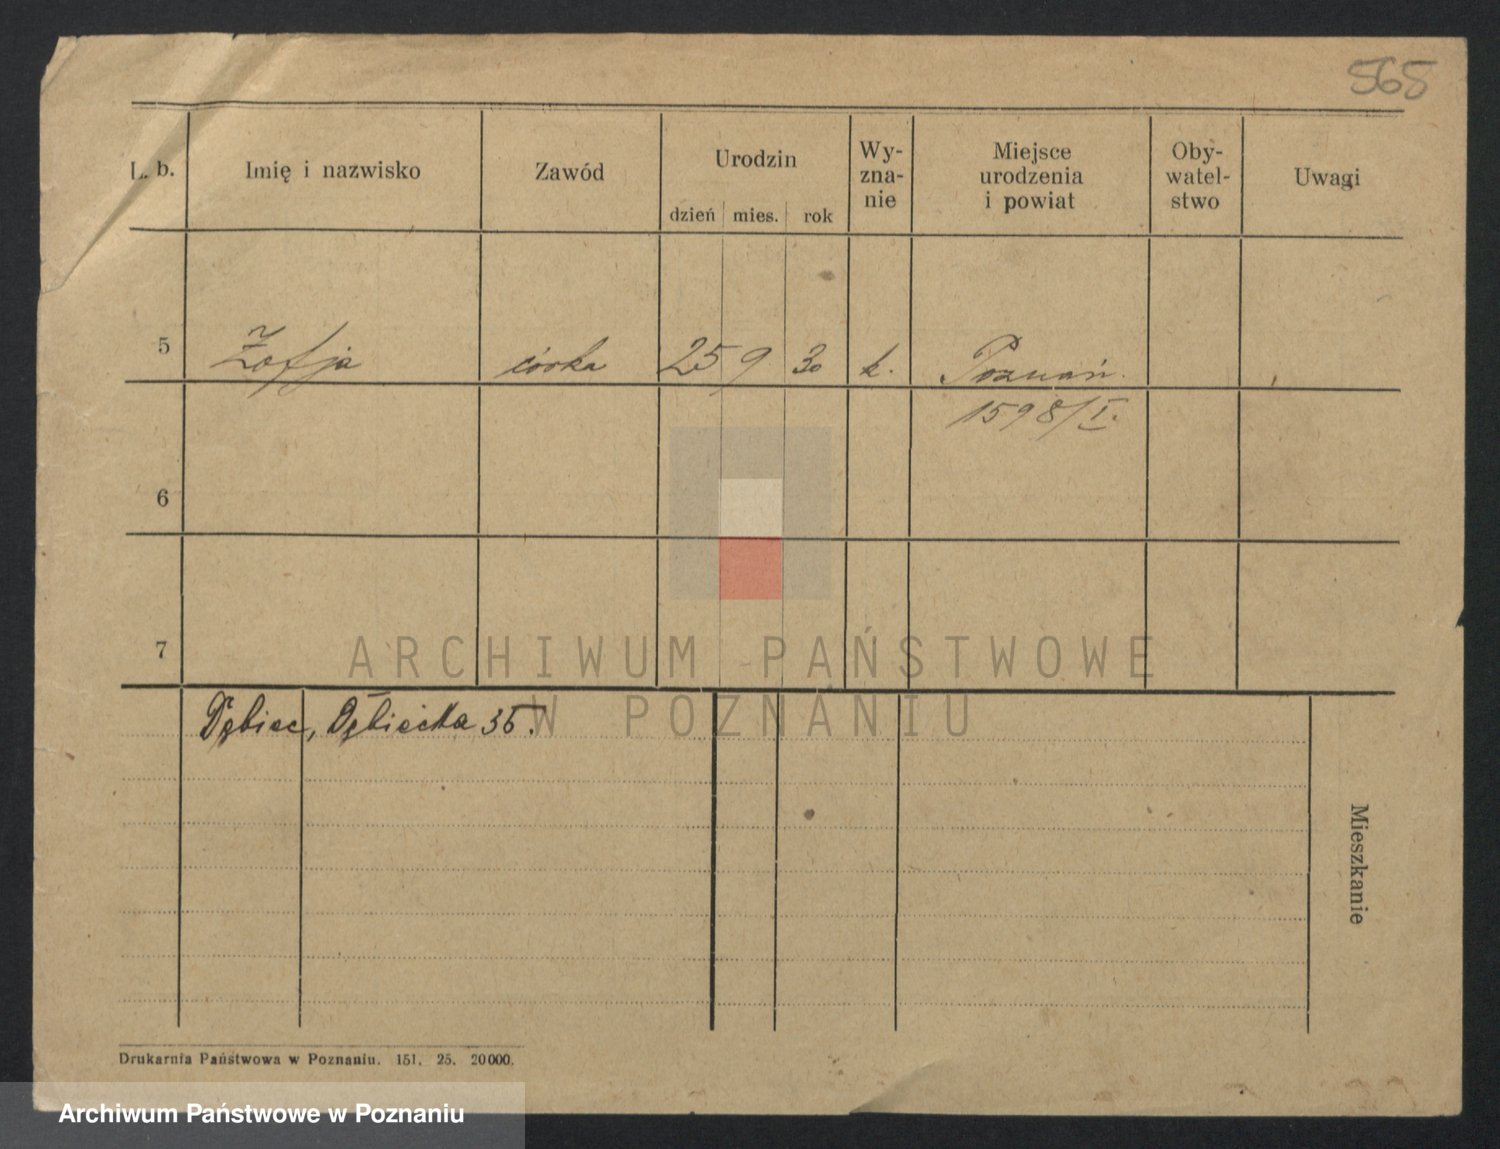 565
L. b. Imię i nazwisko Zawód Urodzin dzień mies. rok Wy-zna-nie Miejsce urodzenia i powiat Oby-watel-stwo Uwagi
5 Zofja córka 25 9 30 k. Poznań.
1598/I.
6
7
ARCHIWUM PAŃSTWOWE
W POZNANIU
Dębiec, Dębiecka 35.
Mieszkanie
Drukarnia Państwowa w Poznaniu. 151. 25. 20000.
Archiwum Państwowe w Poznaniu